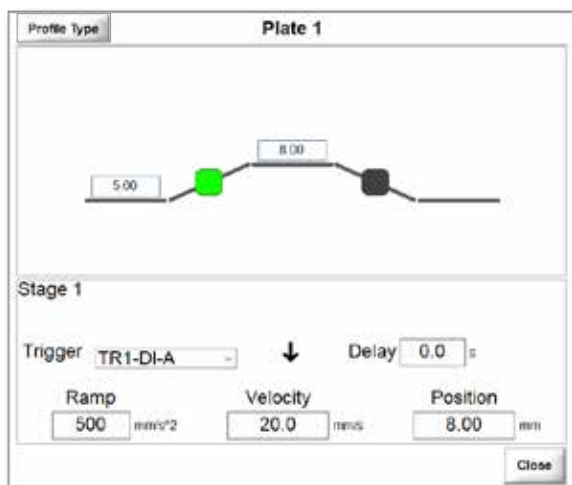 Profile Type Plate 1
8.00
5.00
Stage 1
Trigger TR1-DI-A Delay 0.0 s
Ramp Velocity Position
500 mm/s^2 20.0 mm/s 8.00 mm
Close